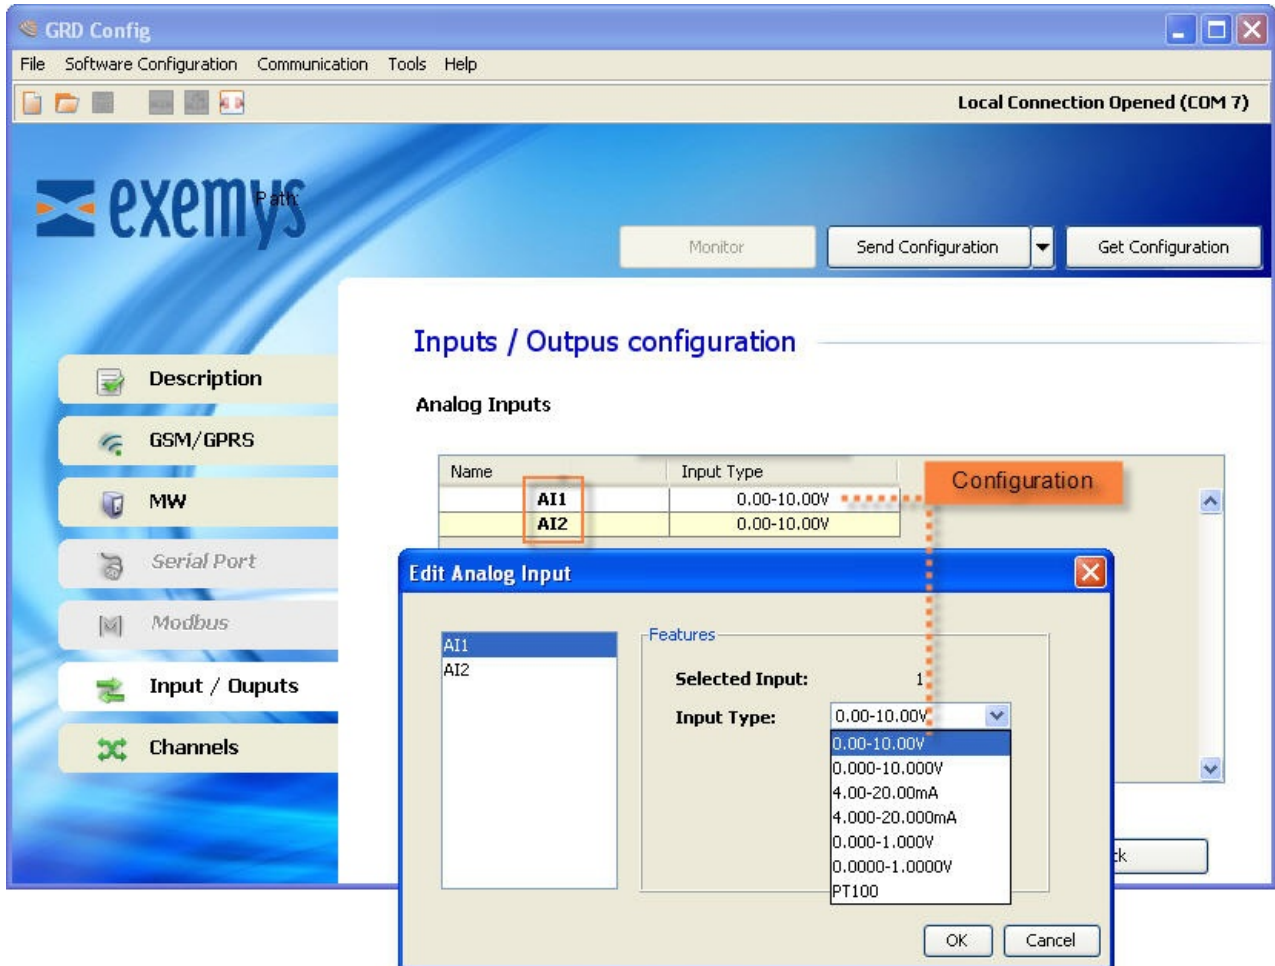 GRD Config
File Software Configuration Communication Tools Help
Local Connection Opened (COM 7)
exemys
Path:
Monitor Send Configuration Get Configuration
Inputs / Outpus configuration
Description
Analog Inputs
GSM/GPRS
Name Input Type
Configuration
AI1 0.00-10.00V
MW
AI2 0.00-10.00V
Serial Port
Edit Analog Input
Modbus
AI1
Features
AI2
Selected Input: 1
Input / Ouputs
Input Type: 0.00-10.00V
Channels
0.00-10.00V
0.000-10.000V
4.00-20.00mA
4.000-20.000mA
0.000-1.000V
0.0000-1.0000V
PT100
OK Cancel